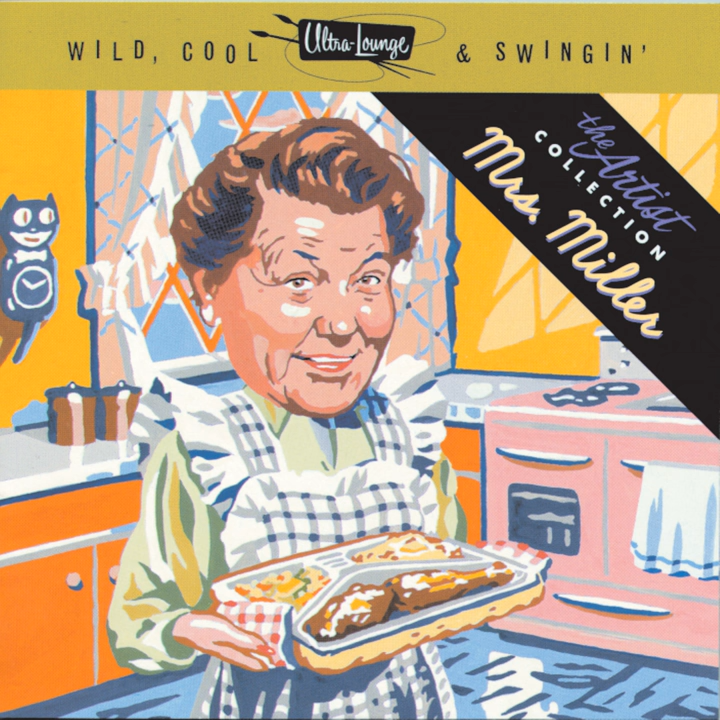 WILD, COOL Ultra-Lounge & SWINGIN'
the Artist
COLLECTION
Mrs. Miller